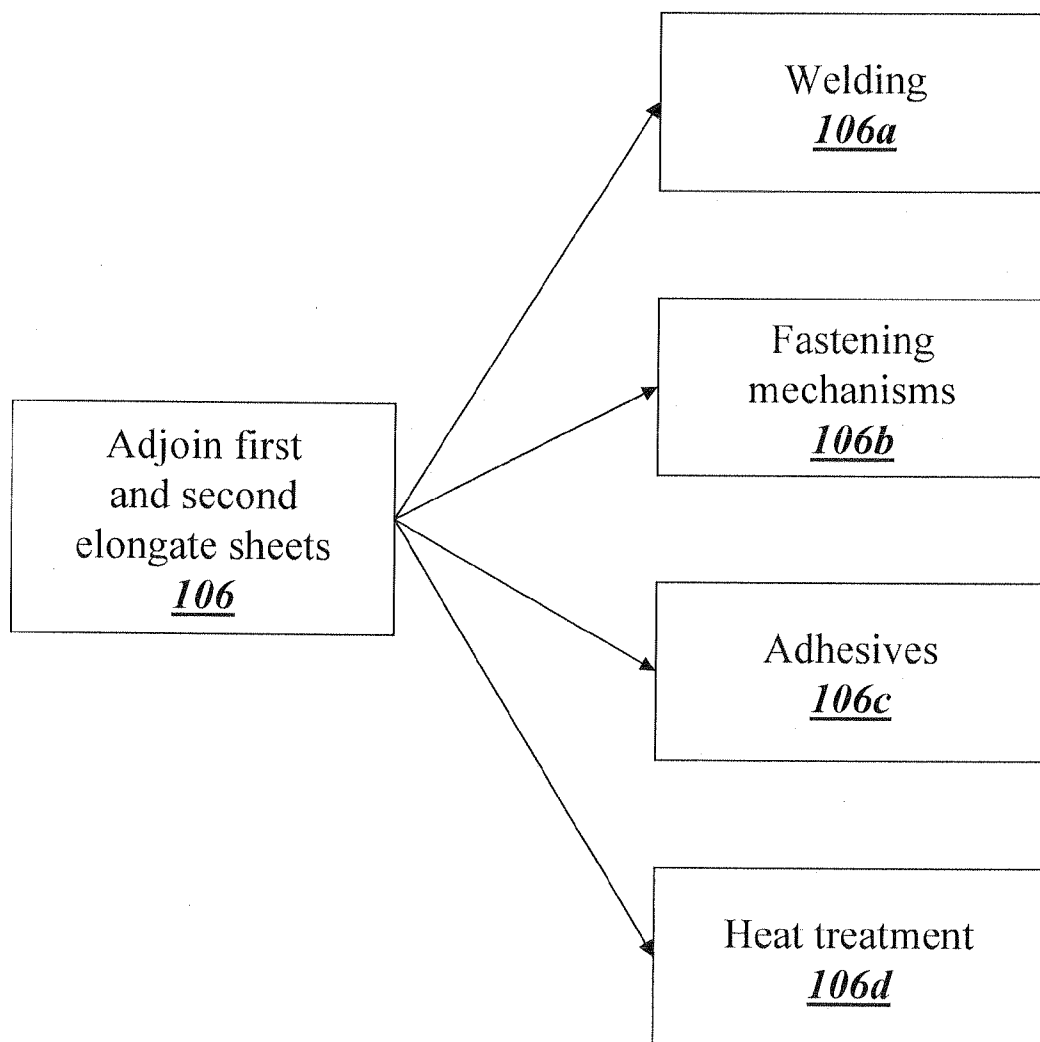 Welding
106a
Fastening
mechanisms
106b
Adjoin first
and second
elongate sheets
106
Adhesives
106c
Heat treatment
106d